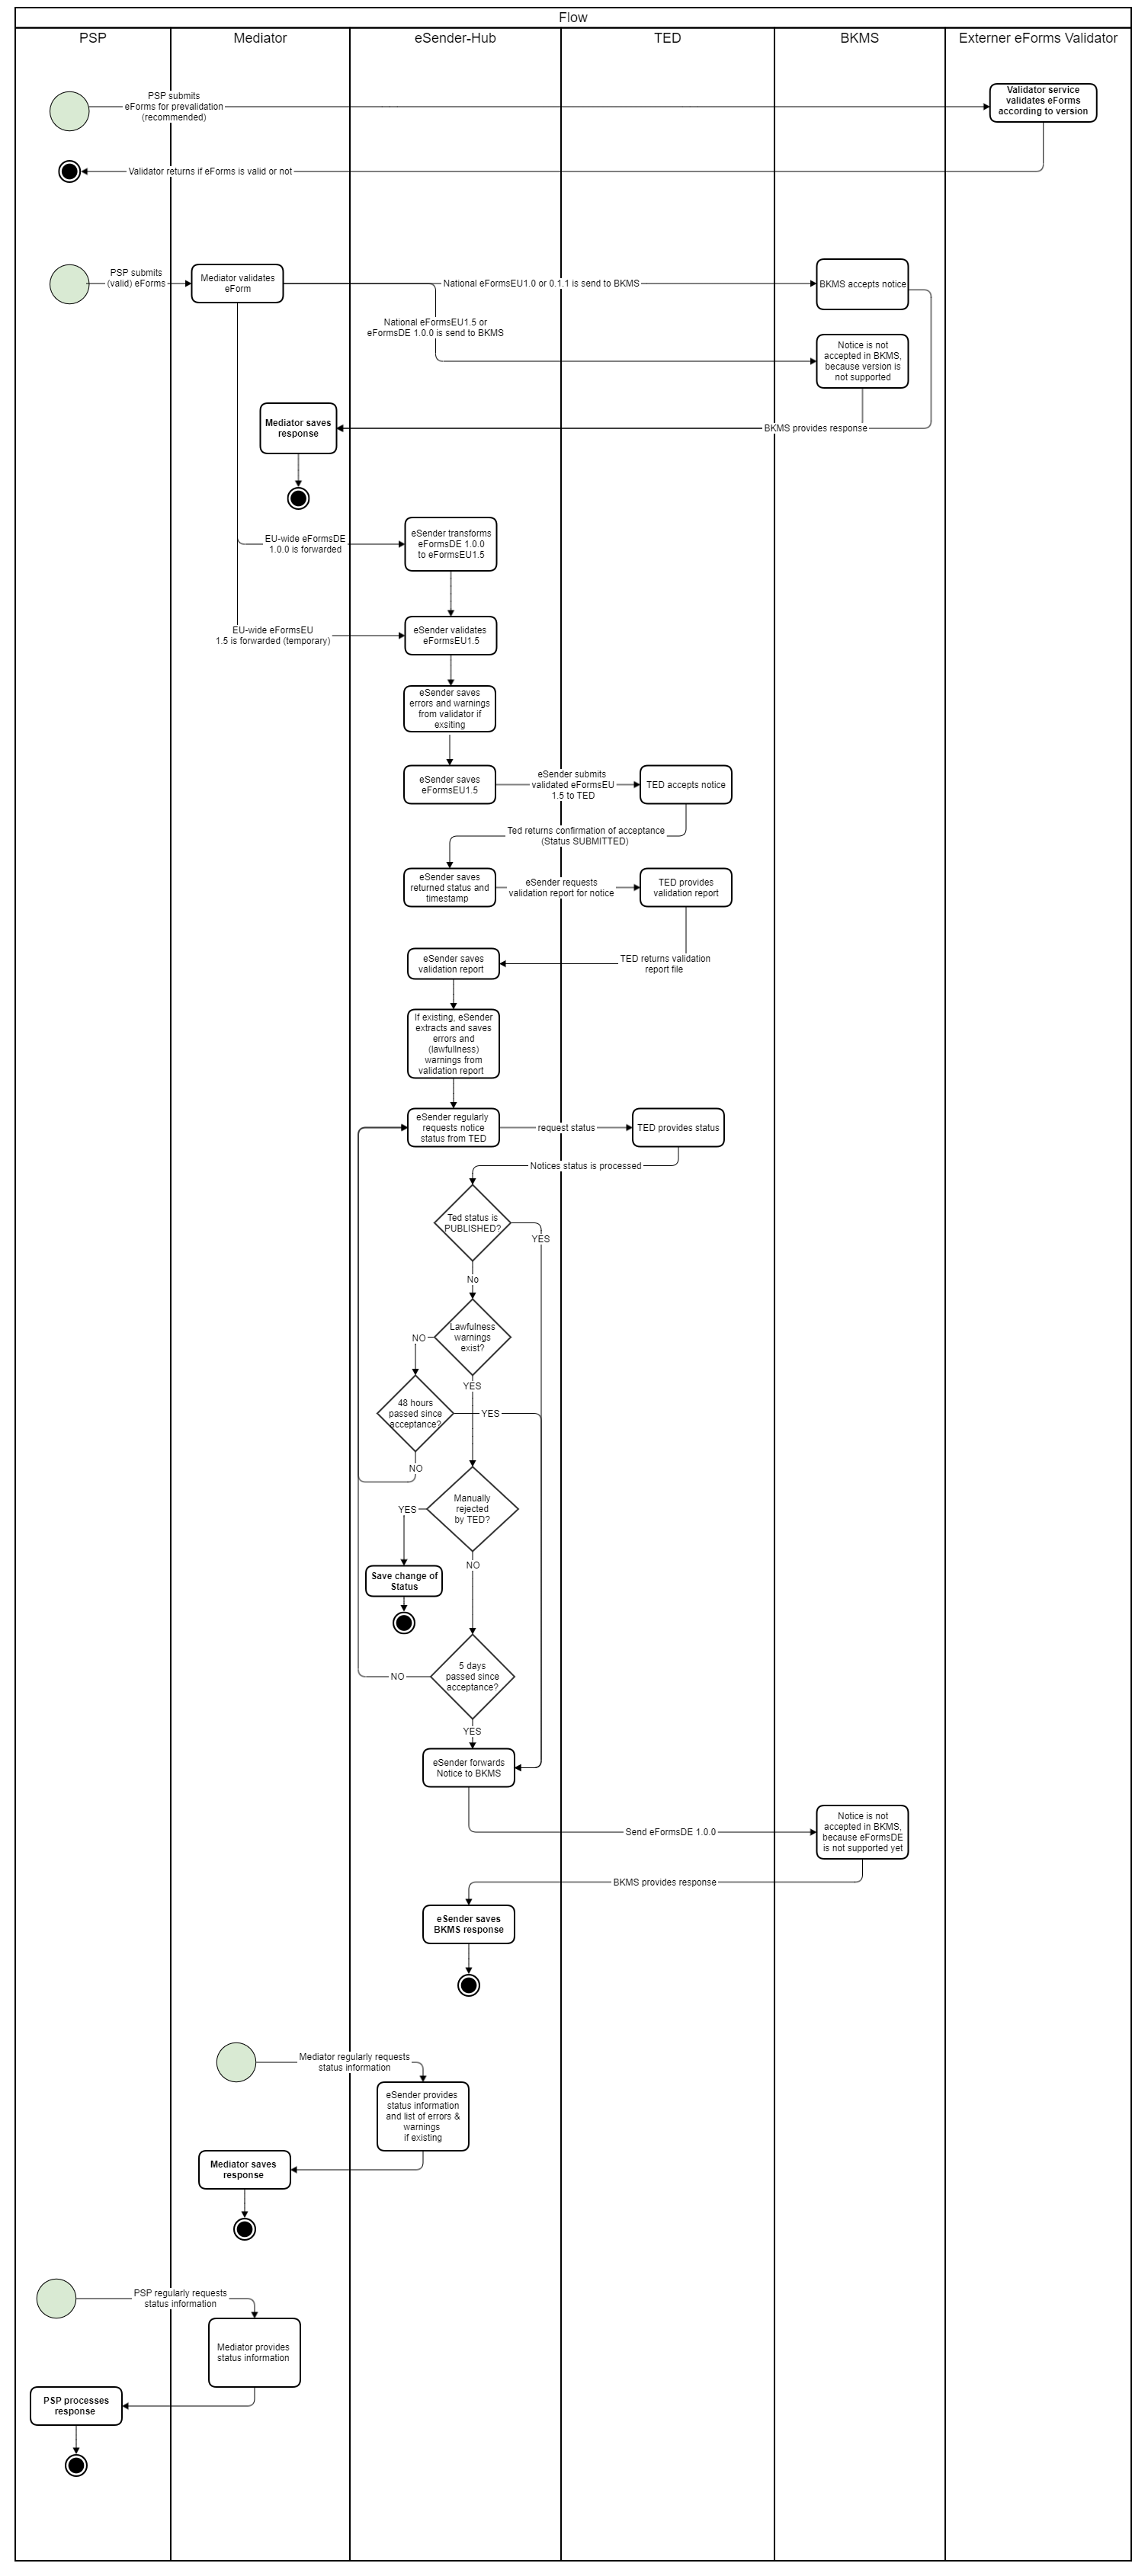 Flow
PSP
Mediator
eSender-Hub
TED
BKMS
Externer eForms Validator
PSP submits
eForms for prevalidation
(recommended)
Validator service
validates eForms
according to version
Validator returns if eForms is valid or not
PSP submits
(valid) eForms
Mediator validates
eForm
National eFormsEU1.0 or 0.1.1 is send to BKMS
BKMS accepts notice
National eFormsEU1.5 or
eFormsDE 1.0.0 is send to BKMS
Notice is not
accepted in BKMS,
because version is
not supported
Mediator saves
response
BKMS provides response
EU-wide eFormsDE
1.0.0 is forwarded
eSender transforms
eFormsDE 1.0.0
to eFormsEU1.5
EU-wide eFormsEU
1.5 is forwarded (temporary)
eSender validates
eFormsEU1.5
eSender saves
errors and warnings
from validator if
exsiting
eSender saves
eFormsEU1.5
eSender submits
validated eFormsEU
1.5 to TED
TED accepts notice
Ted returns confirmation of acceptance
(Status SUBMITTED)
eSender saves
returned status and
timestamp
eSender requests
validation report for notice
TED provides
validation report
eSender saves
validation report
TED returns validation
report file
If existing, eSender
extracts and saves
errors and
(lawfullness)
warnings from
validation report
eSender regularly
requests notice
status from TED
request status
TED provides status
Notices status is processed
Ted status is
PUBLISHED?
YES
No
Lawfulness
warnings
exist?
NO
YES
48 hours
passed since
acceptance?
YES
NO
Manually
rejected
by TED?
YES
NO
Save change of
Status
5 days
passed since
acceptance?
NO
YES
eSender forwards
Notice to BKMS
Send eFormsDE 1.0.0
Notice is not
accepted in BKMS,
because eFormsDE
is not supported yet
BKMS provides response
eSender saves
BKMS response
Mediator regularly requests
status information
eSender provides
status information
and list of errors &
warnings
if existing
Mediator saves
response
PSP regularly requests
status information
Mediator provides
status information
PSP processes
response